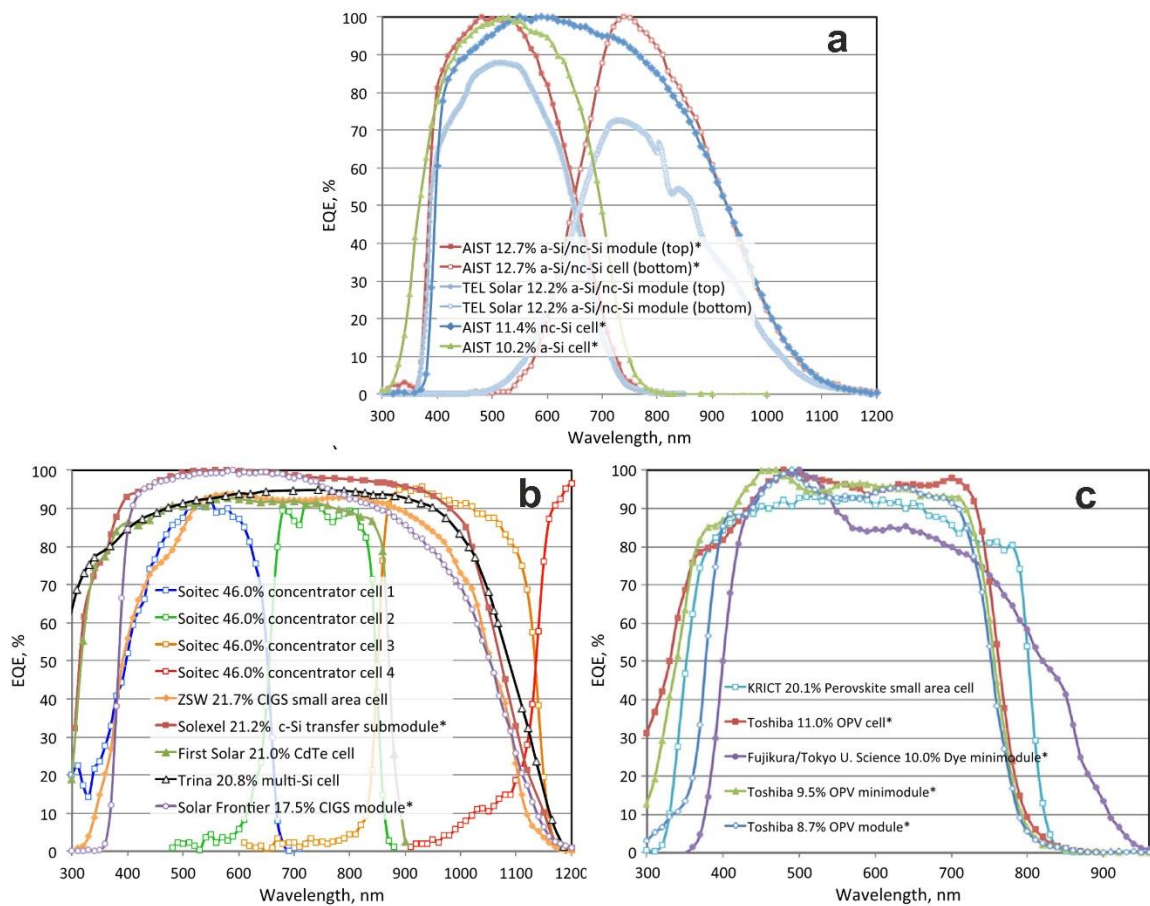 a
100
90
80
70
60
50
40
30
20
10
0
EQE, %
AIST 12.7% a-Si/nc-Si module (top)*
AIST 12.7% a-Si/nc-Si cell (bottom)*
TEL Solar 12.2% a-Si/nc-Si module (top)
TEL Solar 12.2% a-Si/nc-Si module (bottom)
AIST 11.4% nc-Si cell*
AIST 10.2% a-Si cell*
300 400 500 600 700 800 900 1000 1100 1200
Wavelength, nm
b
100
90
80
70
60
50
40
30
20
10
0
EQE, %
Soitec 46.0% concentrator cell 1
Soitec 46.0% concentrator cell 2
Soitec 46.0% concentrator cell 3
Soitec 46.0% concentrator cell 4
ZSW 21.7% CIGS small area cell
Solexel 21.2% c-Si transfer submodule*
First Solar 21.0% CdTe cell
Trina 20.8% multi-Si cell
Solar Frontier 17.5% CIGS module*
300 400 500 600 700 800 900 1000 1100 1200
Wavelength, nm
c
100
90
80
70
60
50
40
30
20
10
0
EQE, %
KRICT 20.1% Perovskite small area cell
Toshiba 11.0% OPV cell*
Fujikura/Tokyo U. Science 10.0% Dye minimodule*
Toshiba 9.5% OPV minimodule*
Toshiba 8.7% OPV module*
300 400 500 600 700 800 900
Wavelength, nm